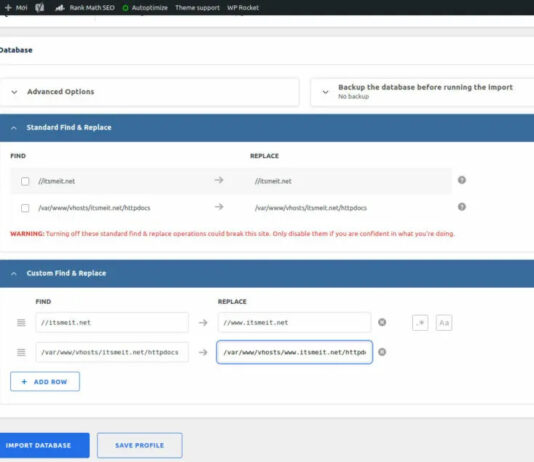 + Mới Rank Math SEO Autoptimize Theme support WP Rocket
Database
Advanced Options
Backup the database before running the import
No backup
Standard Find & Replace
FIND REPLACE
//itsmeit.net //itsmeit.net
/var/www/vhosts/itsmeit.net/httpdocs /var/www/vhosts/itsmeit.net/httpdocs
WARNING: Turning off these standard find & replace operations could break this site. Only disable them if you are confident in what you're doing.
Custom Find & Replace
FIND REPLACE
//itsmeit.net //www.itsmeit.net .* Aa
/var/www/vhosts/itsmeit.net/httpdocs /var/www/vhosts/www.itsmeit.net/httpd
+ ADD ROW
IMPORT DATABASE SAVE PROFILE